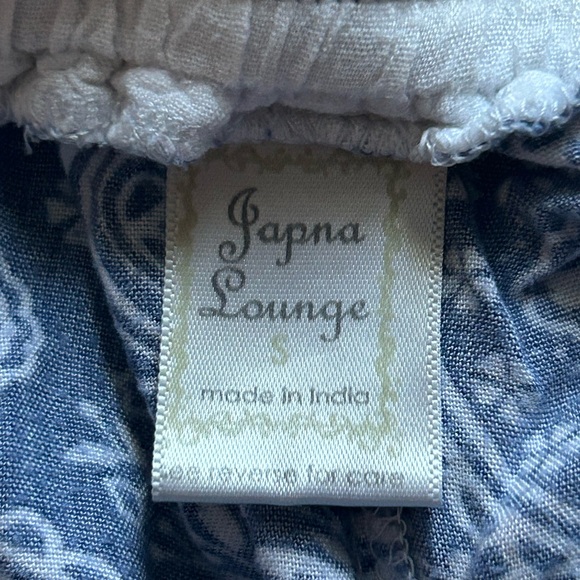 Japna
Lounge
S
made in India
see reverse for care